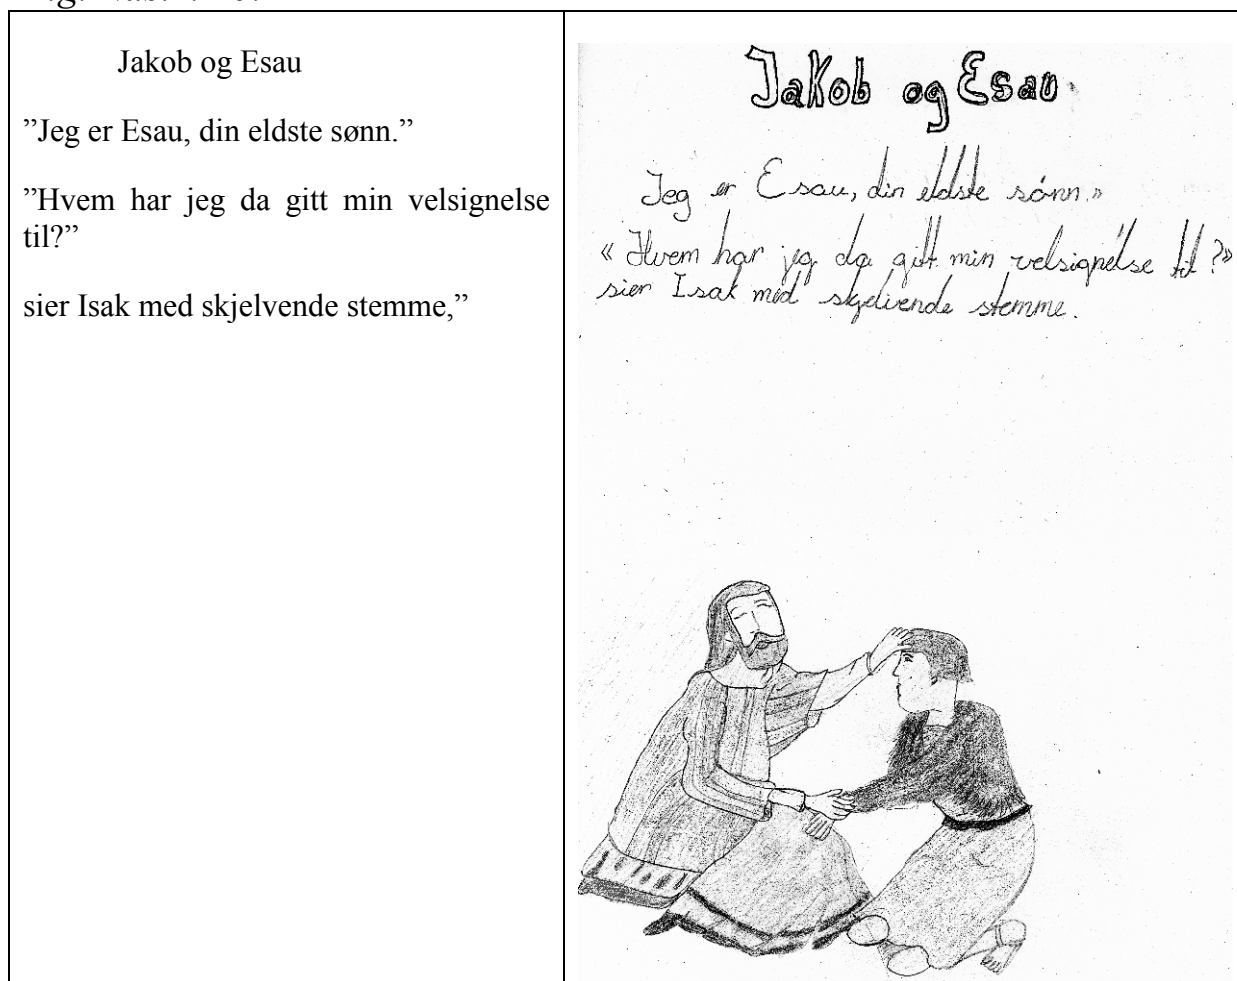 Jakob og Esau
”Jeg er Esau, din eldste sønn.”
”Hvem har jeg da gitt min velsignelse
til?”
sier Isak med skjelvende stemme,”
Jakob og Esau
Jeg er Esau, din eldste sønn.»
« Hvem har jeg da gitt min velsignelse til ?»
sier Isak med skjelvende stemme.